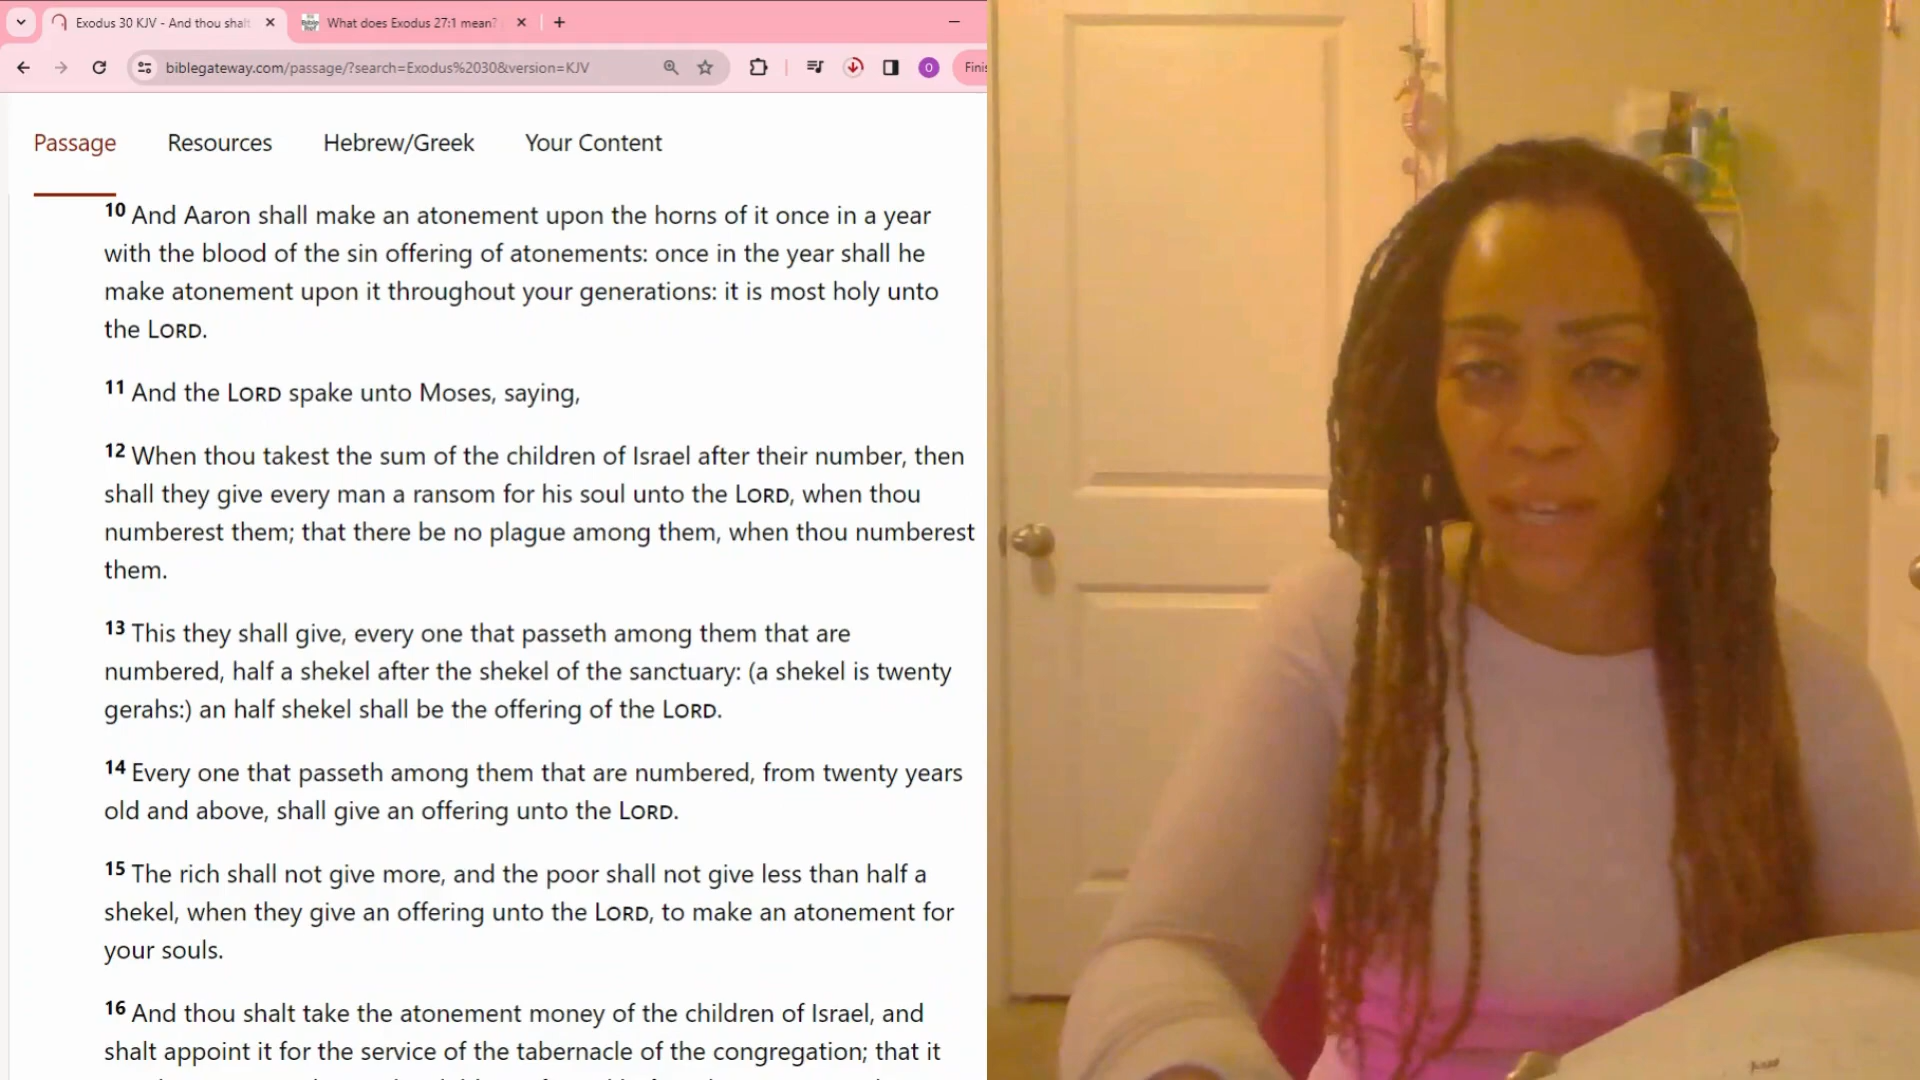 Exodus 30 KJV - And thou shalt
What does Exodus 27:1 mean?
biblegateway.com/passage/?search=Exodus%2030&version=KJV
O
Finis
Passage
Resources
Hebrew/Greek
Your Content
10 And Aaron shall make an atonement upon the horns of it once in a year
with the blood of the sin offering of atonements: once in the year shall he
make atonement upon it throughout your generations: it is most holy unto
the LORD.
11 And the LORD spake unto Moses, saying,
12 When thou takest the sum of the children of Israel after their number, then
shall they give every man a ransom for his soul unto the LORD, when thou
numberest them; that there be no plague among them, when thou numberest
them.
13 This they shall give, every one that passeth among them that are
numbered, half a shekel after the shekel of the sanctuary: (a shekel is twenty
gerahs:) an half shekel shall be the offering of the LORD.
14 Every one that passeth among them that are numbered, from twenty years
old and above, shall give an offering unto the LORD.
15 The rich shall not give more, and the poor shall not give less than half a
shekel, when they give an offering unto the LORD, to make an atonement for
your souls.
16 And thou shalt take the atonement money of the children of Israel, and
shalt appoint it for the service of the tabernacle of the congregation; that it